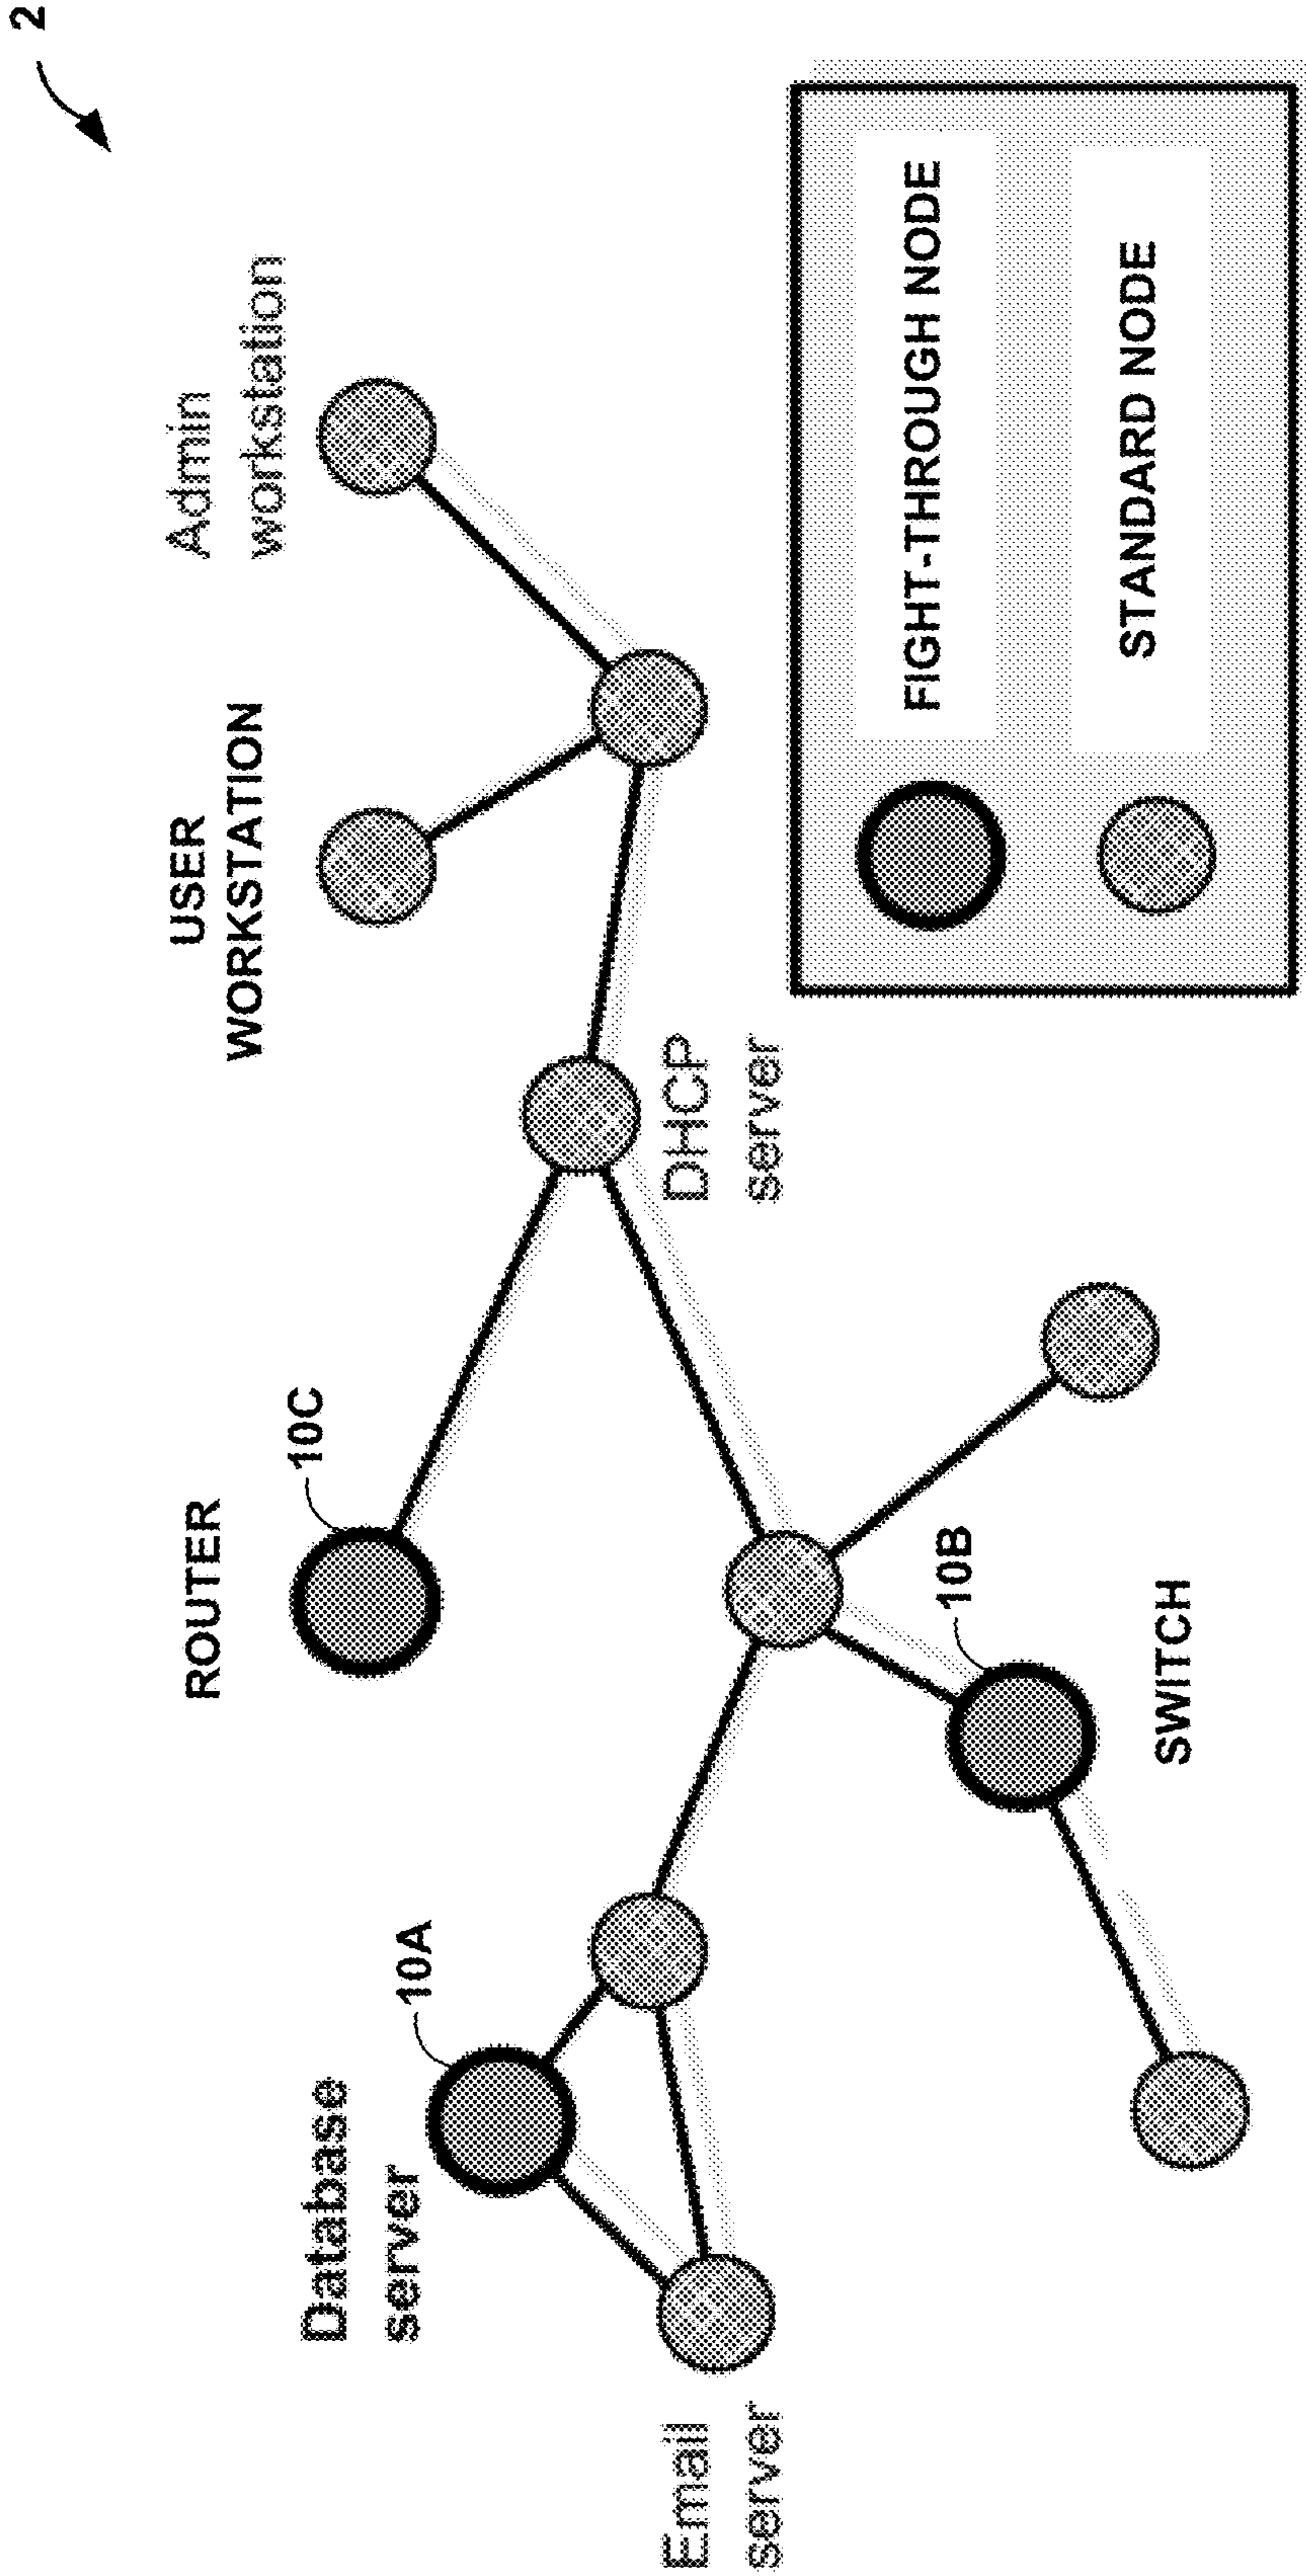 2
Admin
workstation
USER
WORKSTATION
ROUTER
10C
DHCP
server
Database
server
10A
Email
server
10B
SWITCH
FIGHT-THROUGH NODE
STANDARD NODE